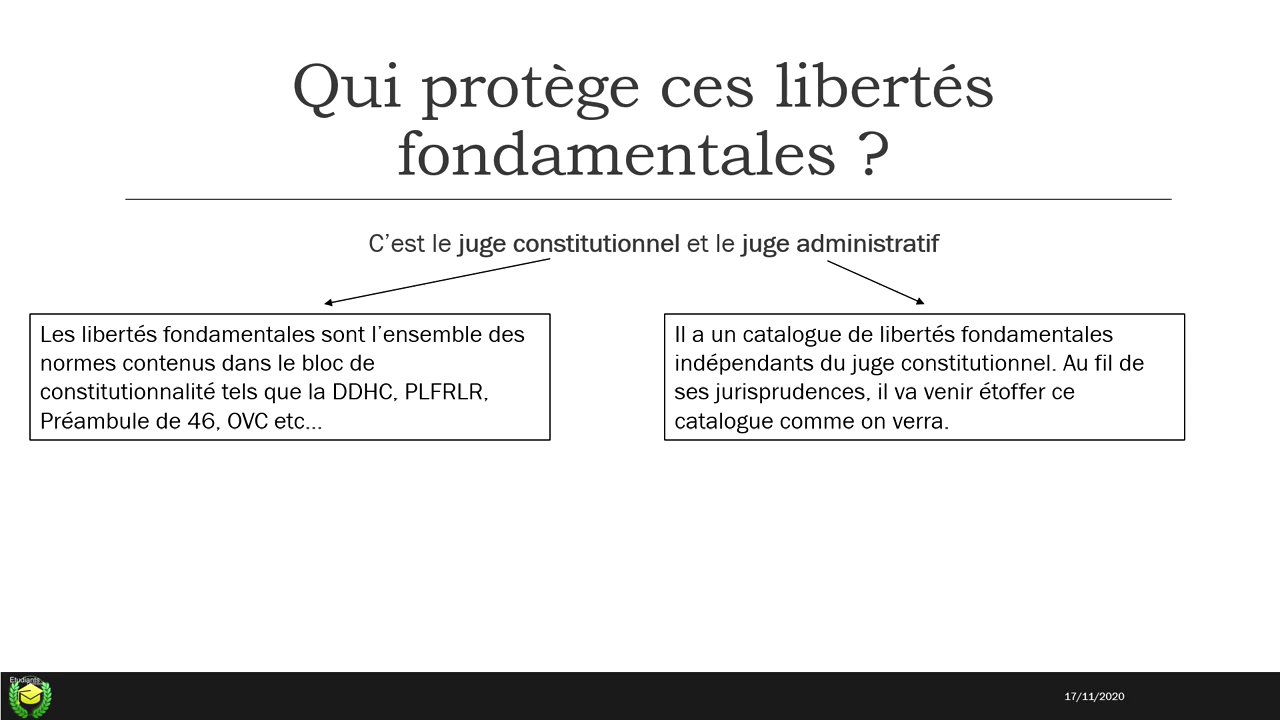 Qui protège ces libertés
fondamentales ?
C’est le juge constitutionnel et le juge administratif
Les libertés fondamentales sont l’ensemble des
normes contenus dans le bloc de
constitutionnalité tels que la DDHC, PLFRLR,
Préambule de 46, OVC etc…
Il a un catalogue de libertés fondamentales
indépendants du juge constitutionnel. Au fil de
ses jurisprudences, il va venir étoffer ce
catalogue comme on verra.
Etudiants
17/11/2020